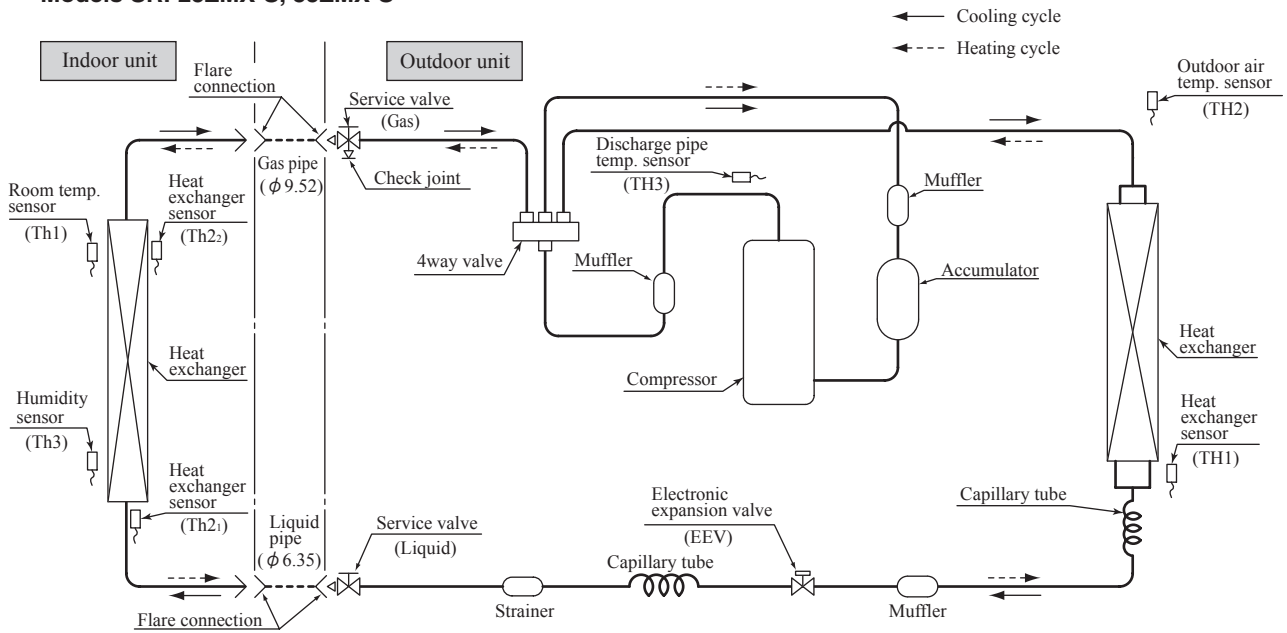 Models SRF25ZMX-S, 35ZMX-S
Cooling cycle
Heating cycle
Indoor unit
Flare
connection
Outdoor unit
Service valve
(Gas)
Outdoor air
temp. sensor
(TH2)
Gas pipe
(ϕ9.52)
Check joint
Discharge pipe
temp. sensor
(TH3)
Room temp.
sensor
(Th1)
Heat
exchanger
sensor
(Th2₂)
Muffler
4way valve
Muffler
Accumulator
Heat
exchanger
Heat
exchanger
Compressor
Humidity
sensor
(Th3)
Heat
exchanger
sensor
(TH1)
Heat
exchanger
sensor
(Th2₁)
Liquid
pipe
(ϕ6.35)
Service valve
(Liquid)
Electronic
expansion valve
(EEV)
Capillary tube
Capillary tube
Flare connection
Strainer
Muffler